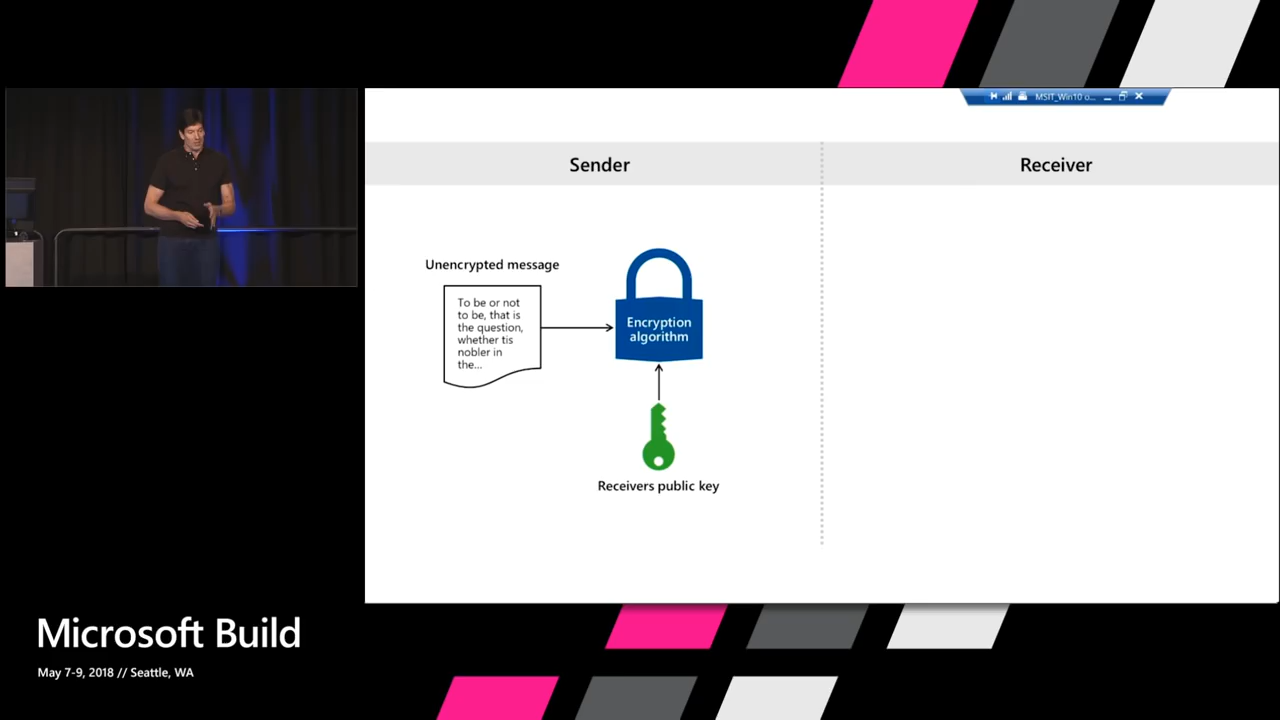 MSIT_Win10 o...
Sender
Receiver
Unencrypted message
To be or not
to be, that is
the question,
whether tis
nobler in
the...
Encryption
algorithm
Receivers public key
Microsoft Build
May 7-9, 2018 // Seattle, WA